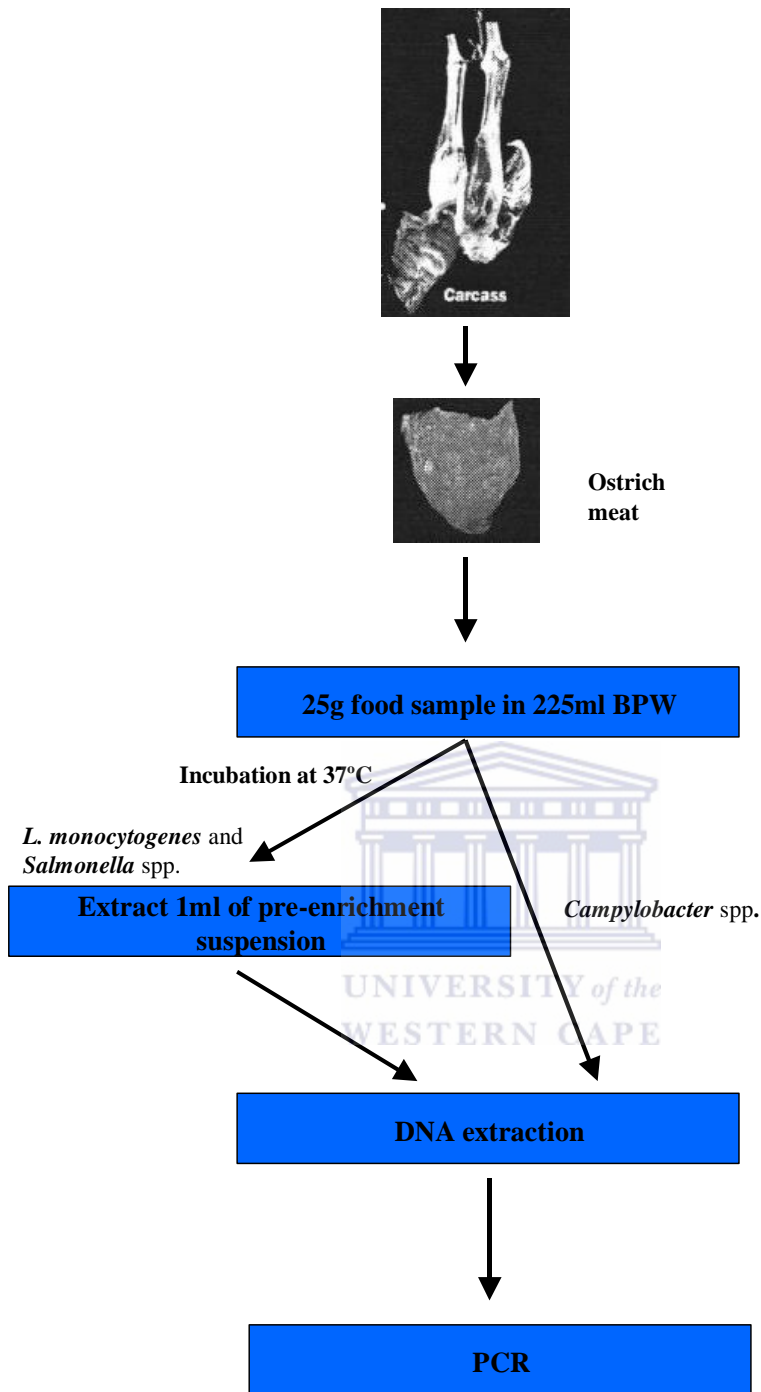 Carcass
Ostrich
meat
25g food sample in 225ml BPW
Incubation at 37ºC
L. monocytogenes and
Salmonella spp.
Extract 1ml of pre-enrichment
suspension
Campylobacter spp.
UNIVERSITY of the
WESTERN CAPE
DNA extraction
PCR